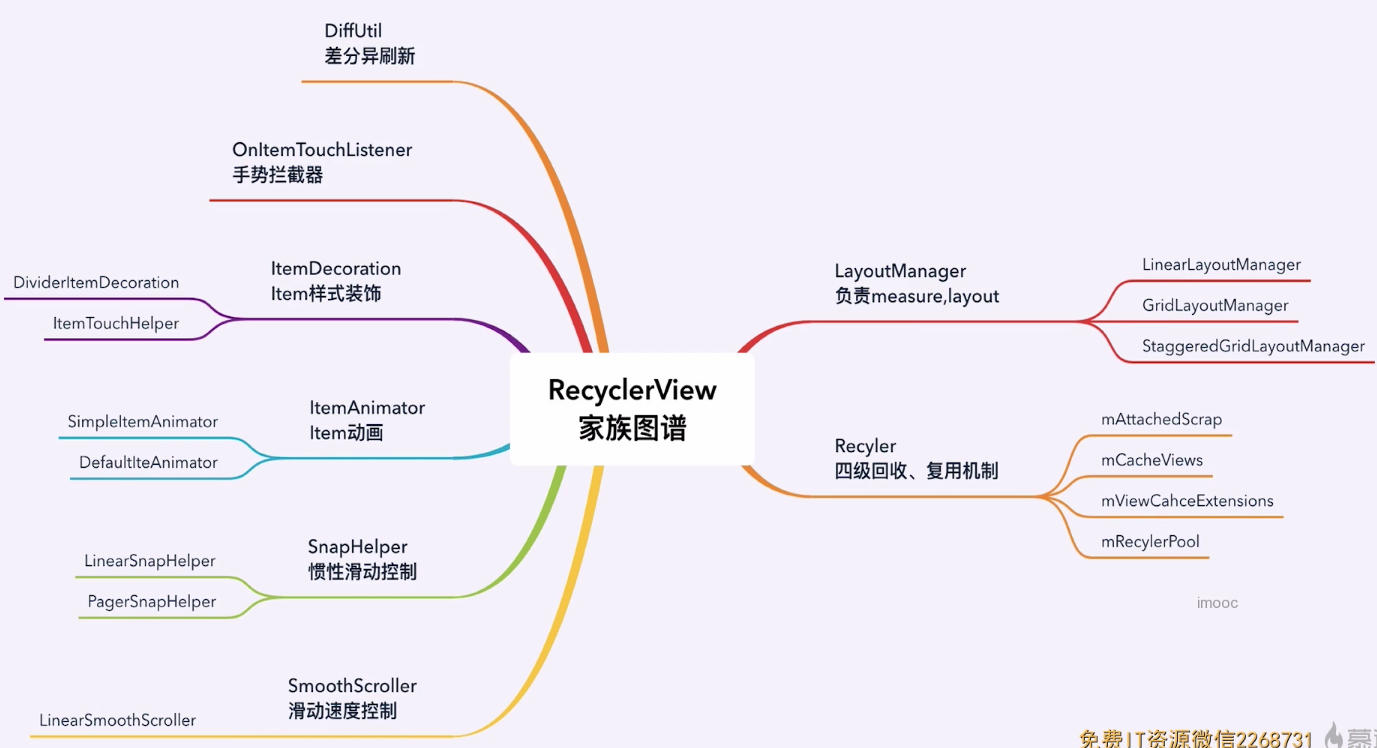 DiffUtil
差分异刷新
OnItemTouchListener
手势拦截器
ItemDecoration
Item样式装饰
DividerItemDecoration
ItemTouchHelper
ItemAnimator
Item动画
SimpleItemAnimator
DefaultIteAnimator
SnapHelper
惯性滑动控制
LinearSnapHelper
PagerSnapHelper
SmoothScroller
滑动速度控制
LinearSmoothScroller
RecyclerView
家族图谱
LayoutManager
负责measure,layout
LinearLayoutManager
GridLayoutManager
StaggeredGridLayoutManager
Recyler
四级回收、复用机制
mAttachedScrap
mCacheViews
mViewCahceExtensions
mRecylerPool
imooc
免费IT资源微信2268731
慕